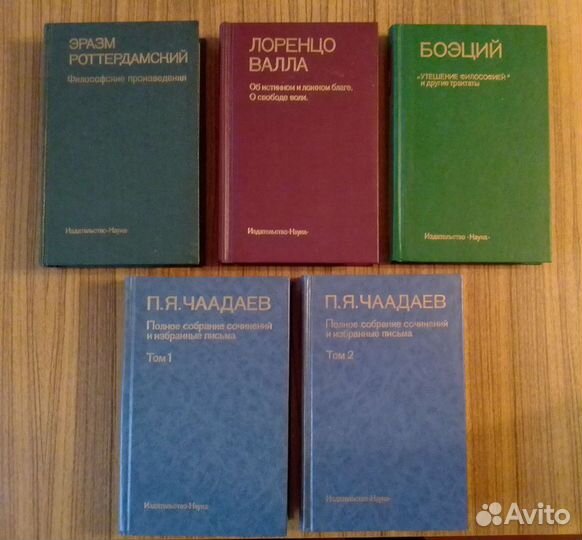 ЭРАЗМ
РОТТЕРДАМСКИЙ
Философские произведения
Издательство «Наука»
ЛОРЕНЦО
ВАЛЛА
Об истинном и ложном благе.
О свободе воли.
Издательство «Наука»
БОЭЦИЙ
„УТЕШЕНИЕ ФИЛОСОФИЕЙ"
и другие трактаты
Издательство «Наука»
П.Я.ЧААДАЕВ
Полное собрание сочинений
и избранные письма
Том 1
Издательство «Наука»
П.Я.ЧААДАЕВ
Полное собрание сочинений
и избранные письма
Том 2
Издательство «Наука»
Avito